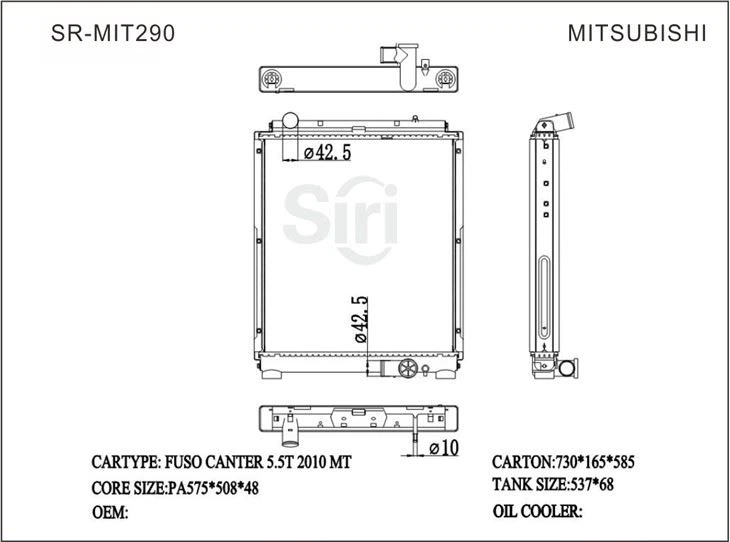 SR-MIT290
MITSUBISHI
ø42.5
Siri
ø42.5
ø10
CARTYPE: FUSO CANTER 5.5T 2010 MT
CORE SIZE:PA575*508*48
OEM:
CARTON:730*165*585
TANK SIZE:537*68
OIL COOLER: